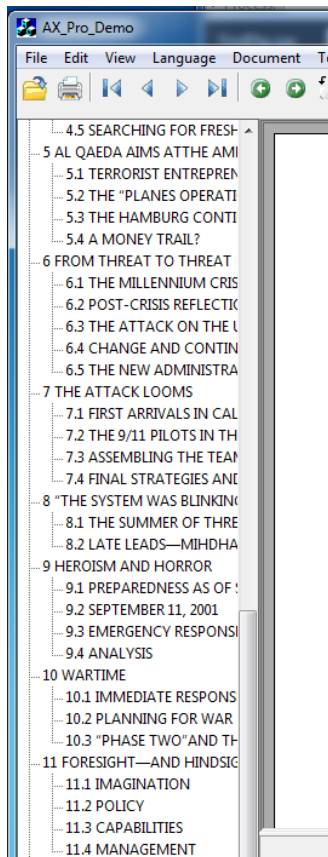 AX_Pro_Demo
File Edit View Language Document
4.5 SEARCHING FOR FRESH
5 AL QAEDA AIMS ATTHE AMI
5.1 TERRORIST ENTREPREN
5.2 THE "PLANES OPERATI
5.3 THE HAMBURG CONTI
5.4 A MONEY TRAIL?
6 FROM THREAT TO THREAT
6.1 THE MILLENNIUM CRIS
6.2 POST-CRISIS REFLECTIO
6.3 THE ATTACK ON THE U
6.4 CHANGE AND CONTIN
6.5 THE NEW ADMINISTRA
7 THE ATTACK LOOMS
7.1 FIRST ARRIVALS IN CAL
7.2 THE 9/11 PILOTS IN TH
7.3 ASSEMBLING THE TEAM
7.4 FINAL STRATEGIES AND
8 "THE SYSTEM WAS BLINKING
8.1 THE SUMMER OF THRE
8.2 LATE LEADS—MIHDHA
9 HEROISM AND HORROR
9.1 PREPAREDNESS AS OF
9.2 SEPTEMBER 11, 2001
9.3 EMERGENCY RESPONSI
9.4 ANALYSIS
10 WARTIME
10.1 IMMEDIATE RESPONS
10.2 PLANNING FOR WAR
10.3 "PHASE TWO"AND TH
11 FORESIGHT—AND HINDSIG
11.1 IMAGINATION
11.2 POLICY
11.3 CAPABILITIES
11.4 MANAGEMENT